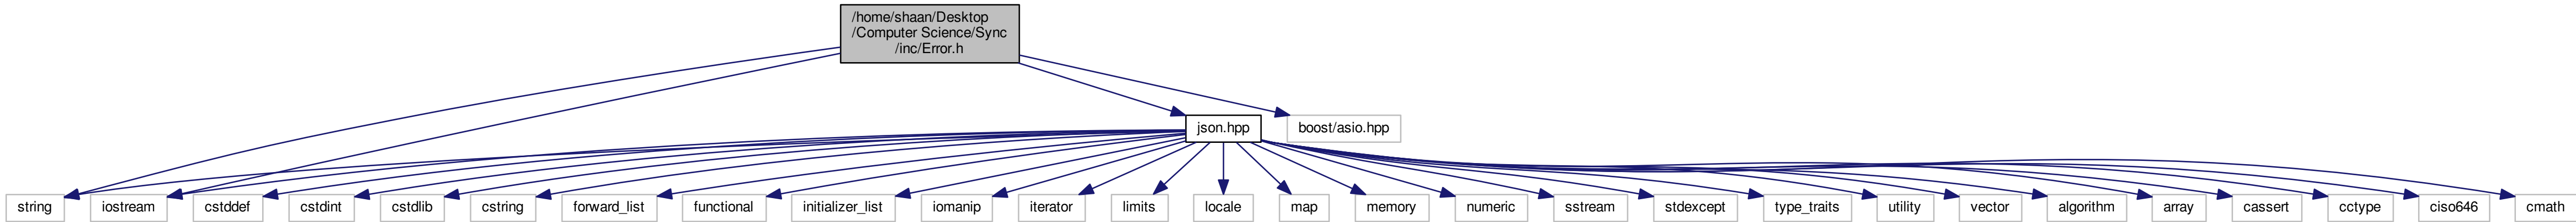 /home/shaan/Desktop
/Computer Science/Sync
/inc/Error.h
json.hpp
boost/asio.hpp
string
iostream
cstddef
cstdint
cstdlib
cstring
forward_list
functional
initializer_list
iomanip
iterator
limits
locale
map
memory
numeric
sstream
stdexcept
type_traits
utility
vector
algorithm
array
cassert
cctype
ciso646
cmath